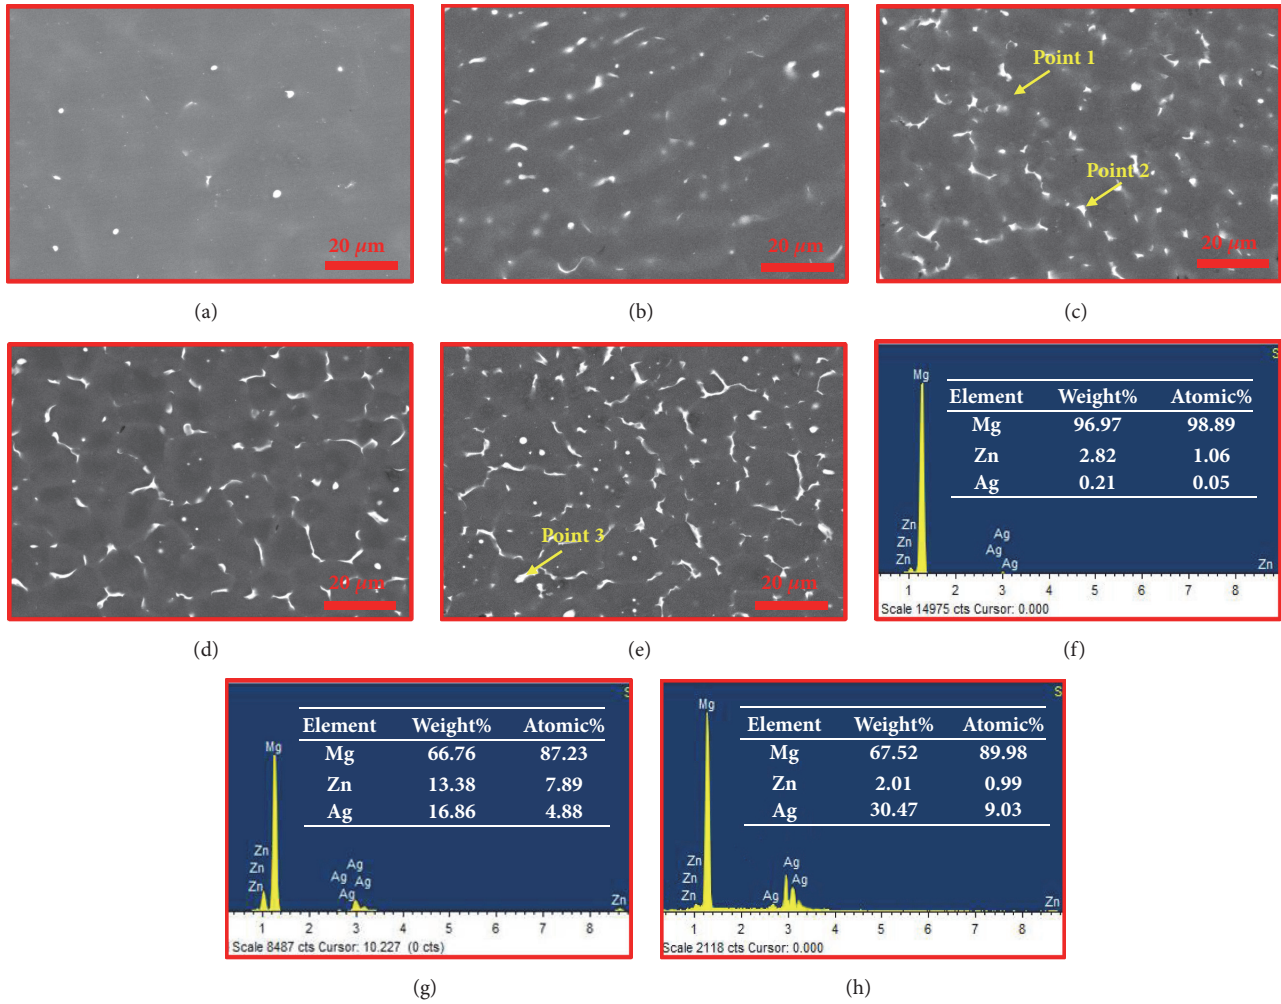 20 μm
(a)
20 μm
(b)
Point 1
Point 2
20 μm
(c)
20 μm
(d)
Point 3
20 μm
(e)
S
Mg
Element Weight% Atomic%
Mg 96.97 98.89
Zn 2.82 1.06
Ag 0.21 0.05
Zn
Zn
Zn
Ag
Ag
Ag
Zn
1 2 3 4 5 6 7 8
Scale 14975 cts Cursor: 0.000
(f)
S
Mg
Element Weight% Atomic%
Mg 66.76 87.23
Zn 13.38 7.89
Ag 16.86 4.88
Zn
Zn
Zn
Ag
Ag Ag
Ag
Zn
1 2 3 4 5 6 7 8
Scale 8487 cts Cursor: 10.227 (0 cts)
(g)
S
Mg
Element Weight% Atomic%
Mg 67.52 89.98
Zn 2.01 0.99
Ag 30.47 9.03
Zn
Zn
Zn
Ag
Ag
Ag
Zn
1 2 3 4 5 6 7 8
Scale 2118 cts Cursor: 0.000
(h)